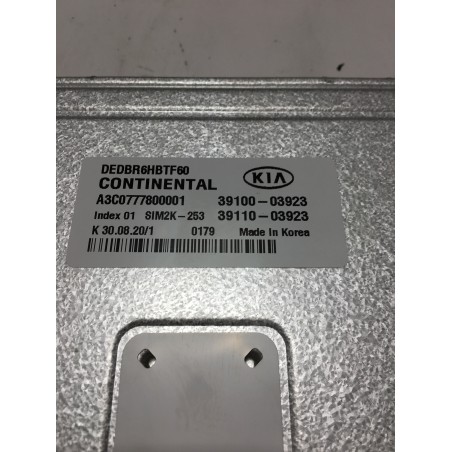 DEDBR6HBTF60
CONTINENTAL KIA
A3C0777800001 39100-03923
Index 01 SIM2K-253 39110-03923
K 30.08.20/1 0179 Made In Korea